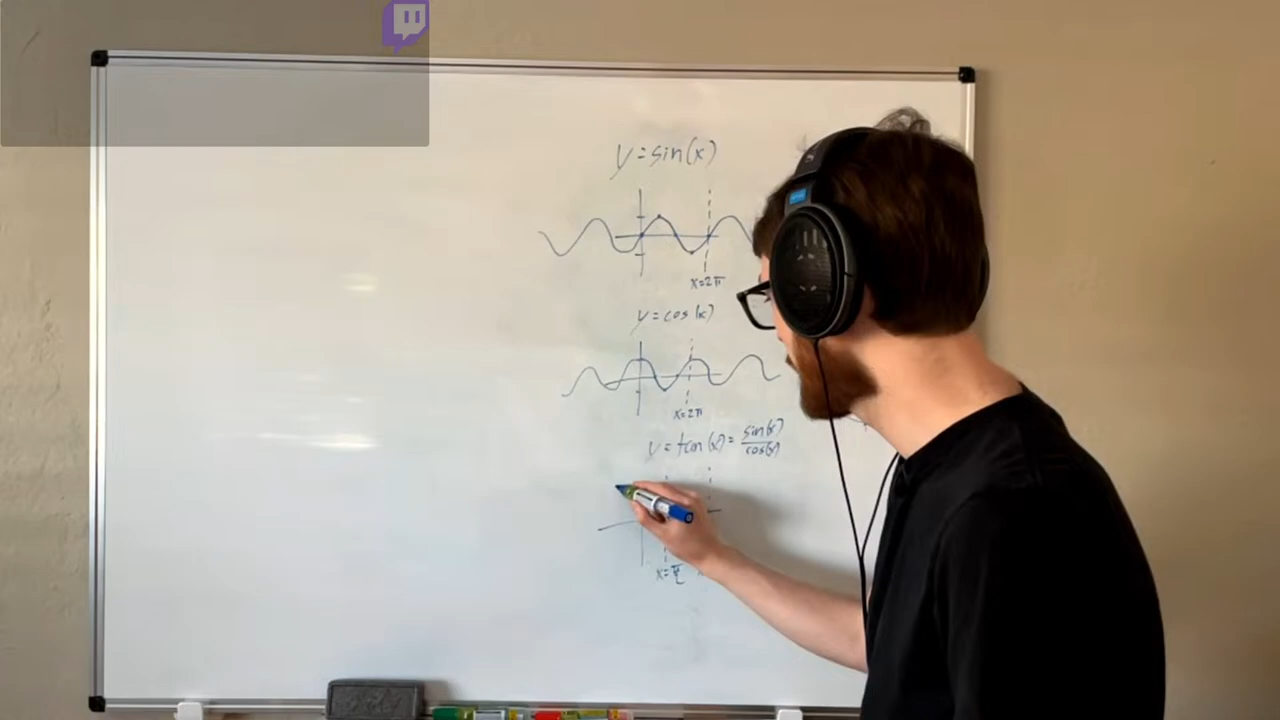 y = sin(x)
x=2π
y = cos(x)
x=2π
y = tan(x) = sin(x)/cos(x)
x = π/2